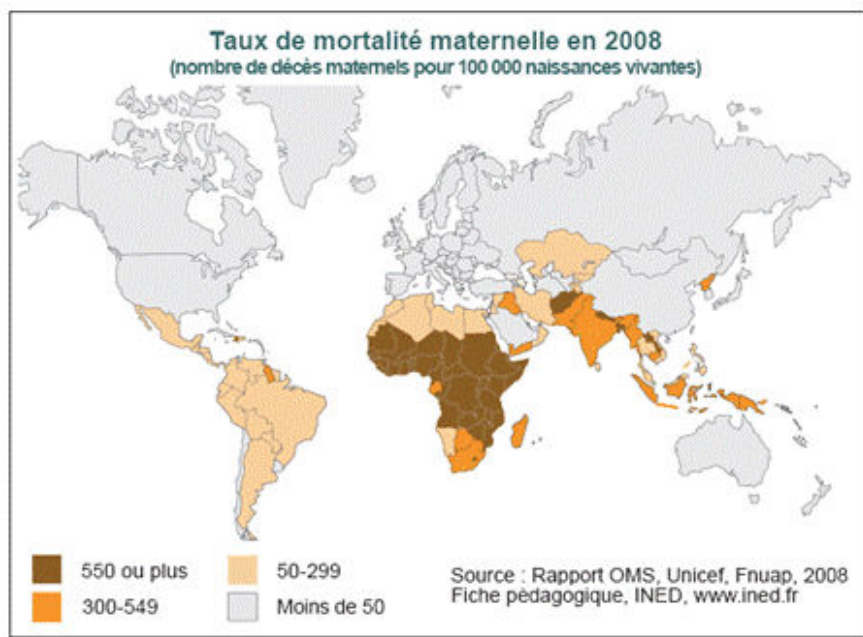 Taux de mortalité maternelle en 2008
(nombre de décès maternels pour 100 000 naissances vivantes)
550 ou plus
300-549
50-299
Moins de 50
Source : Rapport OMS, Unicef, Fnuap, 2008
Fiche pèdagogique, INED, www.ined.fr